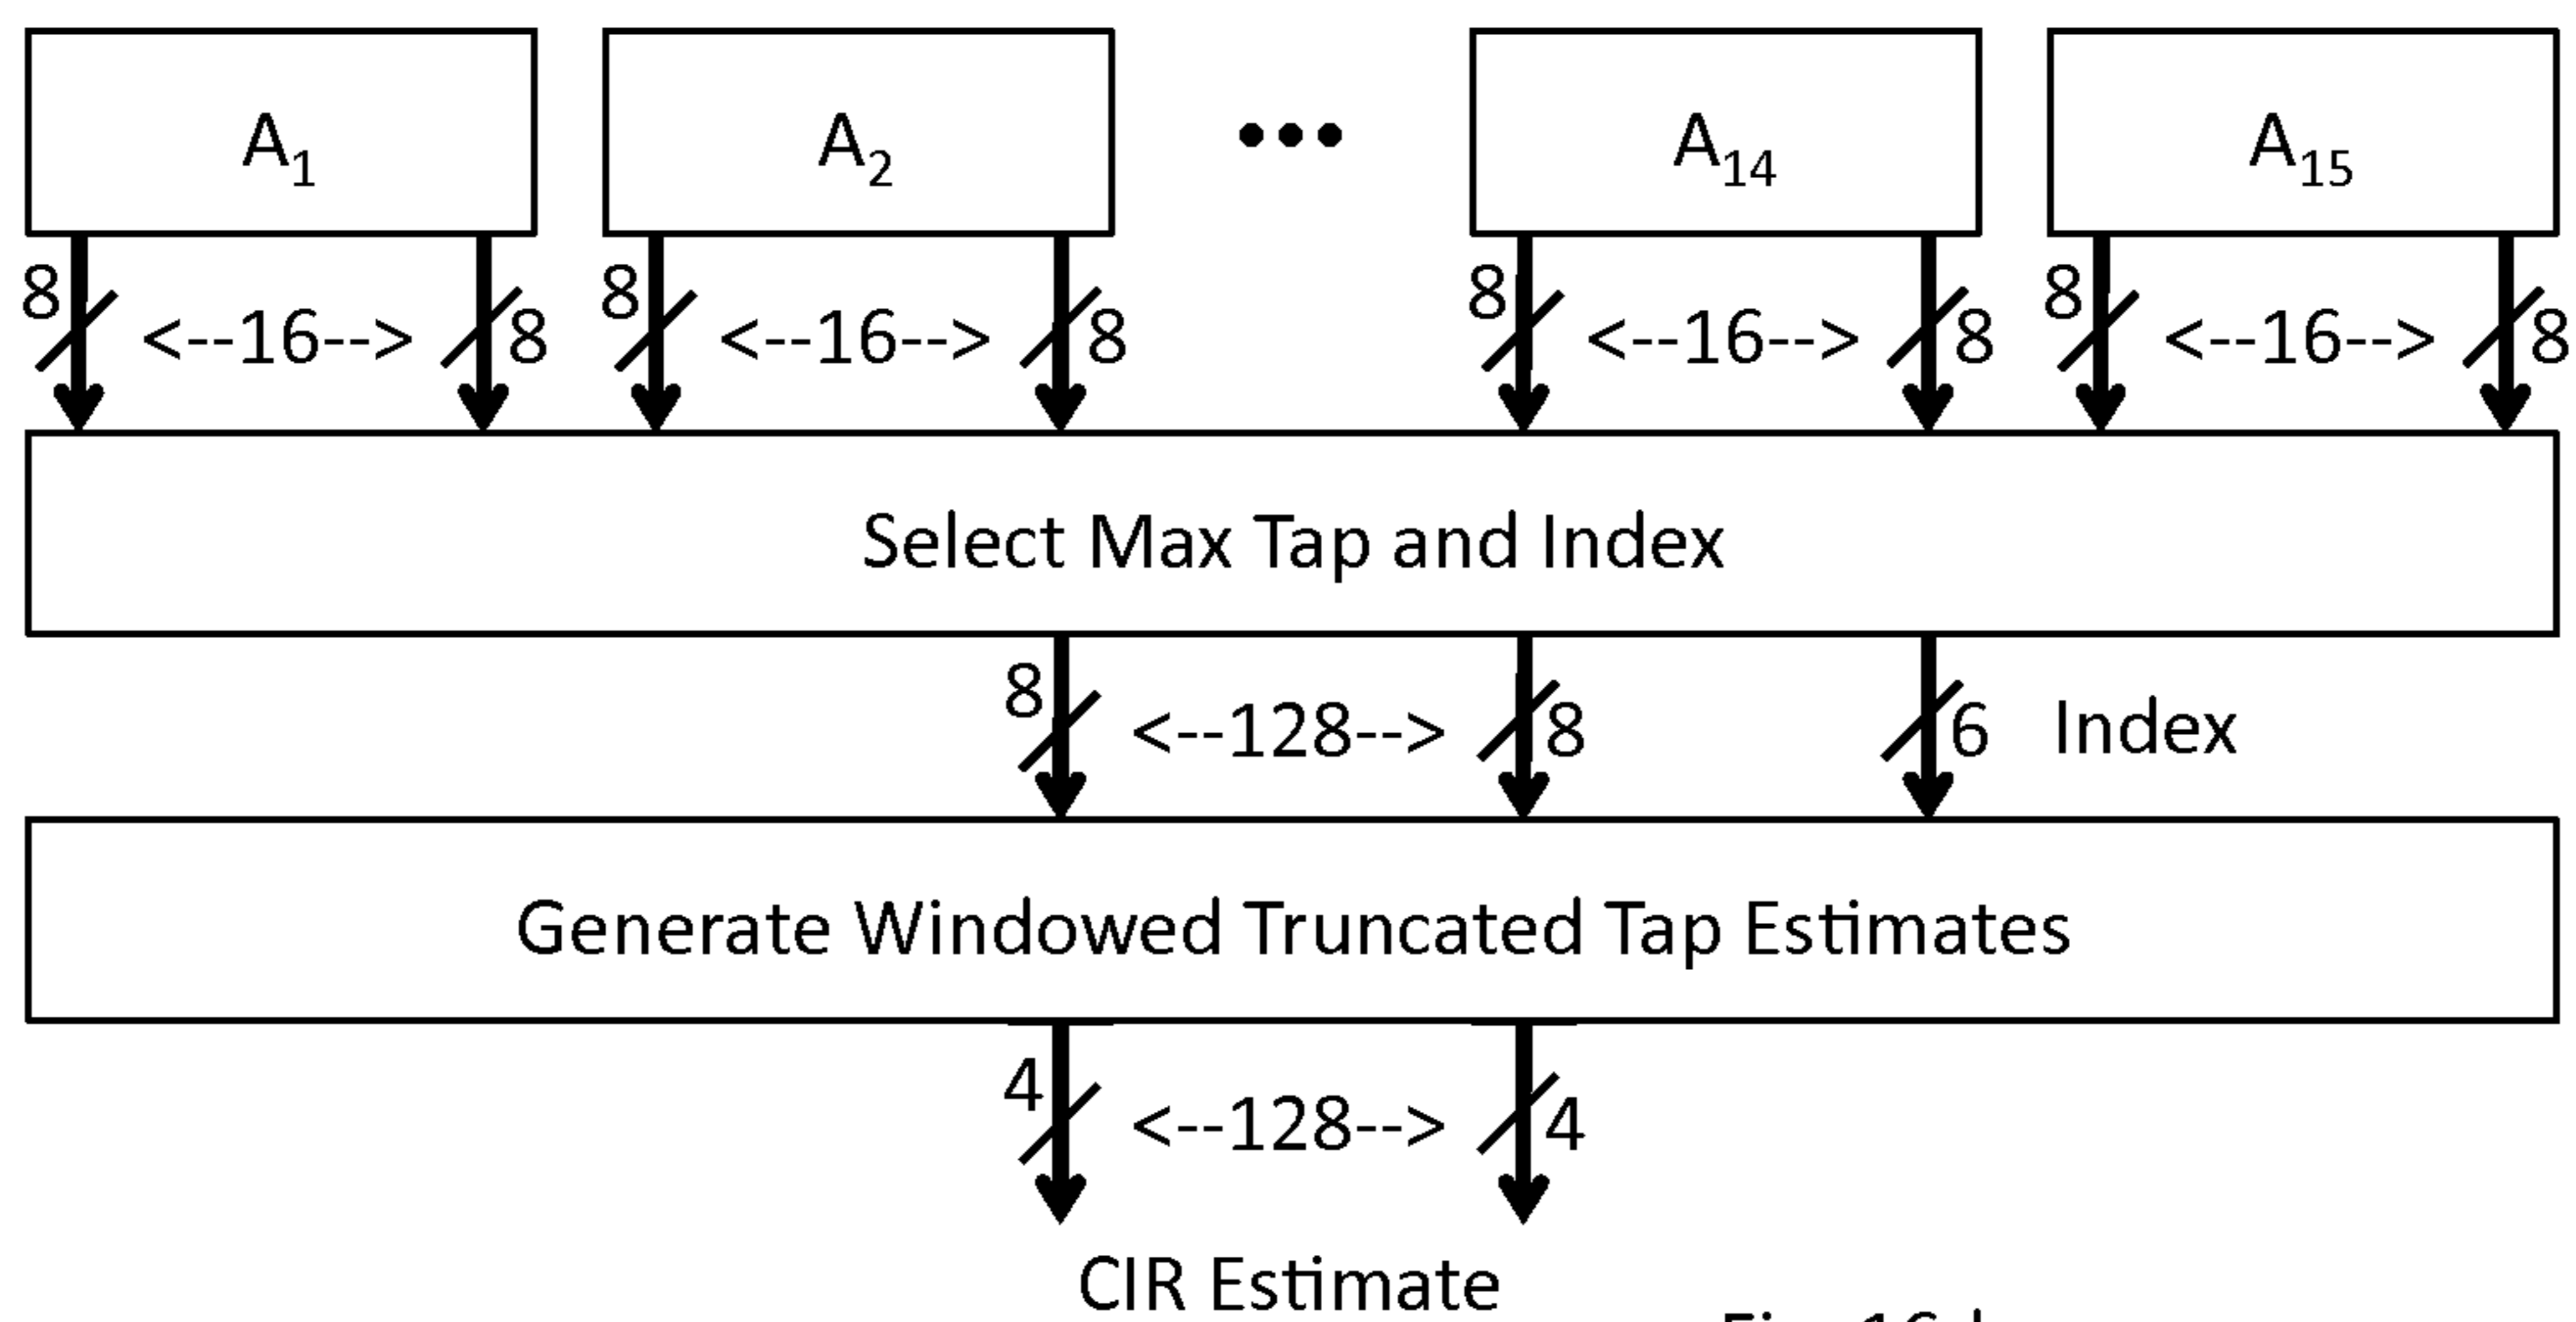 A1 A2 ••• A14 A15
8 <--16--> 8 8 <--16--> 8 8 <--16--> 8 8 <--16--> 8
Select Max Tap and Index
8 <--128--> 8 6 Index
Generate Windowed Truncated Tap Estimates
4 <--128--> 4
CIR Estimate